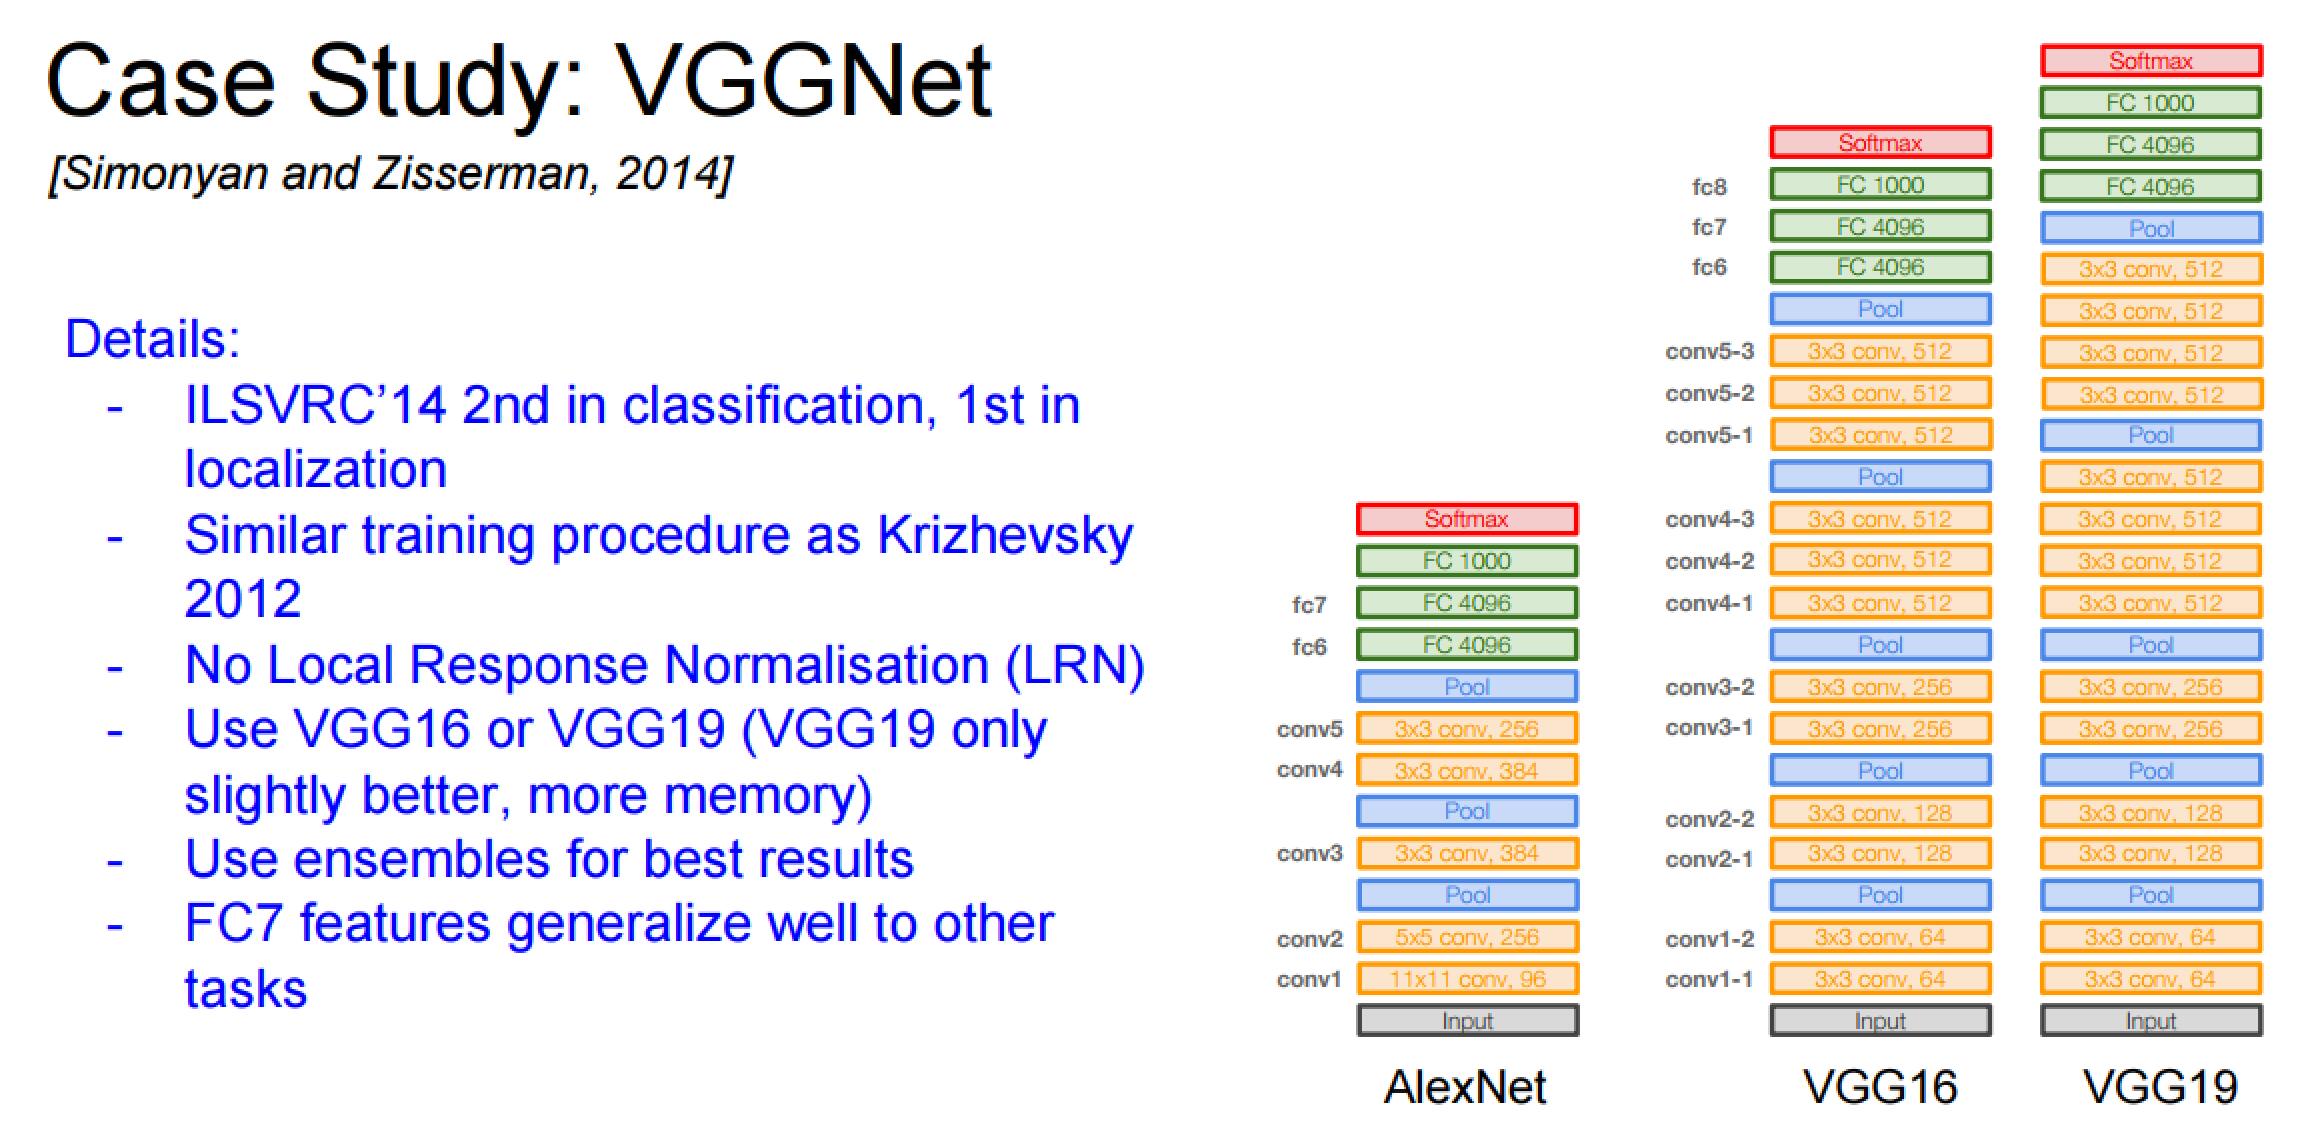 Case Study: VGGNet
[Simonyan and Zisserman, 2014]
Details:
- ILSVRC’14 2nd in classification, 1st in
localization
- Similar training procedure as Krizhevsky
2012
- No Local Response Normalisation (LRN)
- Use VGG16 or VGG19 (VGG19 only
slightly better, more memory)
- Use ensembles for best results
- FC7 features generalize well to other
tasks
Softmax
FC 1000
fc7 FC 4096
fc6 FC 4096
Pool
conv5 3x3 conv, 256
conv4 3x3 conv, 384
Pool
conv3 3x3 conv, 384
Pool
conv2 5x5 conv, 256
conv1 11x11 conv, 96
Input
AlexNet
Softmax
fc8 FC 1000
fc7 FC 4096
fc6 FC 4096
Pool
conv5-3 3x3 conv, 512
conv5-2 3x3 conv, 512
conv5-1 3x3 conv, 512
Pool
conv4-3 3x3 conv, 512
conv4-2 3x3 conv, 512
conv4-1 3x3 conv, 512
Pool
conv3-2 3x3 conv, 256
conv3-1 3x3 conv, 256
Pool
conv2-2 3x3 conv, 128
conv2-1 3x3 conv, 128
Pool
conv1-2 3x3 conv, 64
conv1-1 3x3 conv, 64
Input
VGG16
Softmax
FC 1000
FC 4096
FC 4096
Pool
3x3 conv, 512
3x3 conv, 512
3x3 conv, 512
3x3 conv, 512
Pool
3x3 conv, 512
3x3 conv, 512
3x3 conv, 512
3x3 conv, 512
Pool
3x3 conv, 256
3x3 conv, 256
Pool
3x3 conv, 128
3x3 conv, 128
Pool
3x3 conv, 64
3x3 conv, 64
Input
VGG19